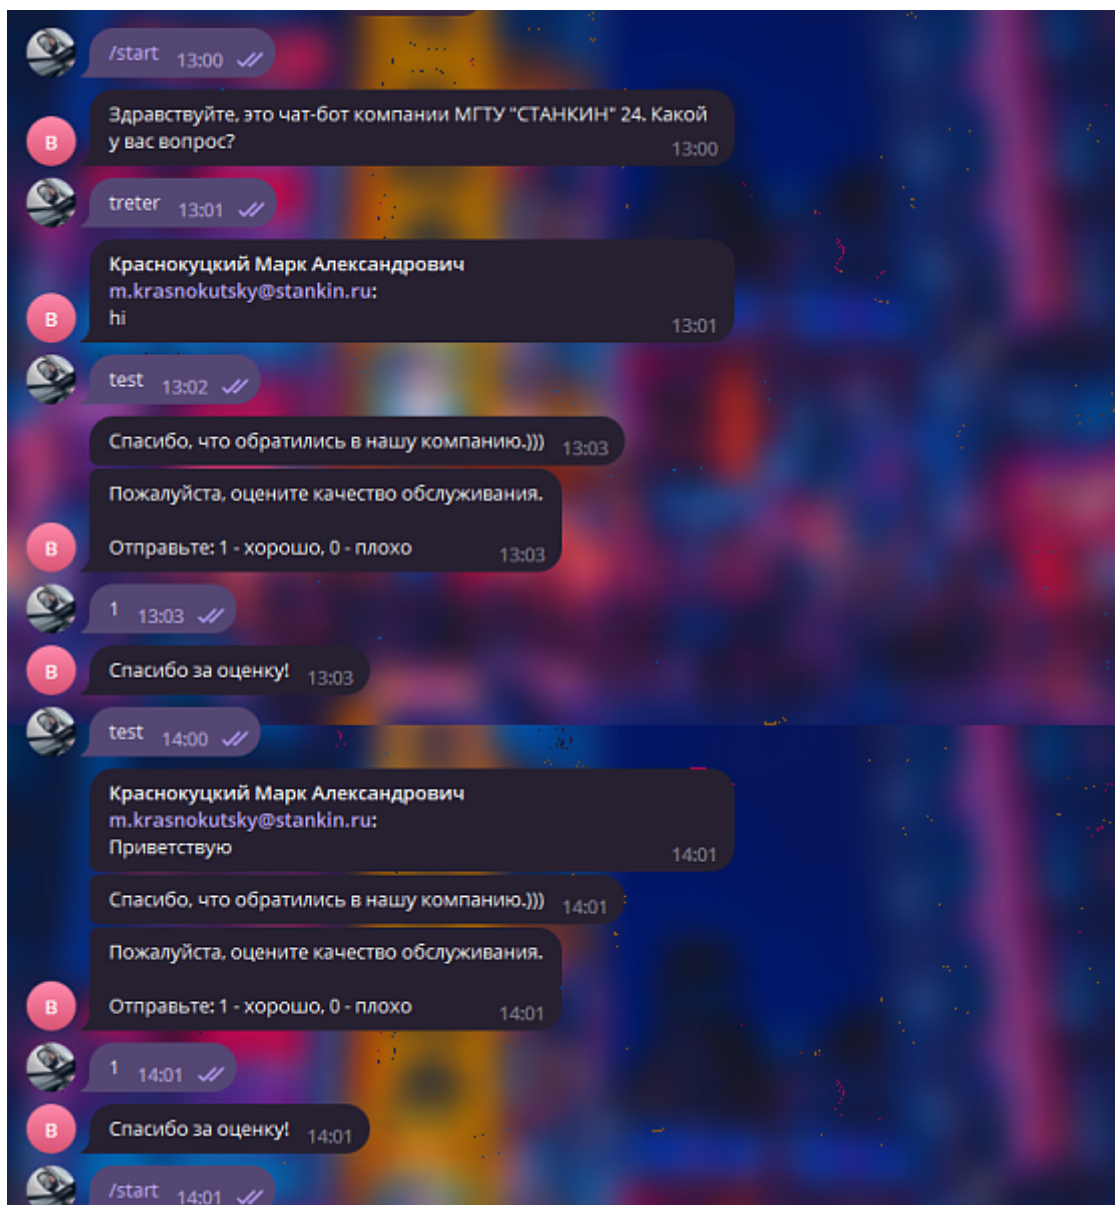 /start 13:00
Здравствуйте, это чат-бот компании МГТУ "СТАНКИН" 24. Какой
у вас вопрос?
13:00
В
treter 13:01
Краснокуцкий Марк Александрович
m.krasnokutsky@stankin.ru:
hi
13:01
В
test 13:02
Спасибо, что обратились в нашу компанию.))) 13:03
Пожалуйста, оцените качество обслуживания.
Отправьте: 1 - хорошо, 0 - плохо 13:03
В
1 13:03
В
Спасибо за оценку! 13:03
test 14:00
Краснокуцкий Марк Александрович
m.krasnokutsky@stankin.ru:
Приветствую
14:01
Спасибо, что обратились в нашу компанию.))) 14:01
Пожалуйста, оцените качество обслуживания.
Отправьте: 1 - хорошо, 0 - плохо 14:01
В
1 14:01
В
Спасибо за оценку! 14:01
/start 14:01